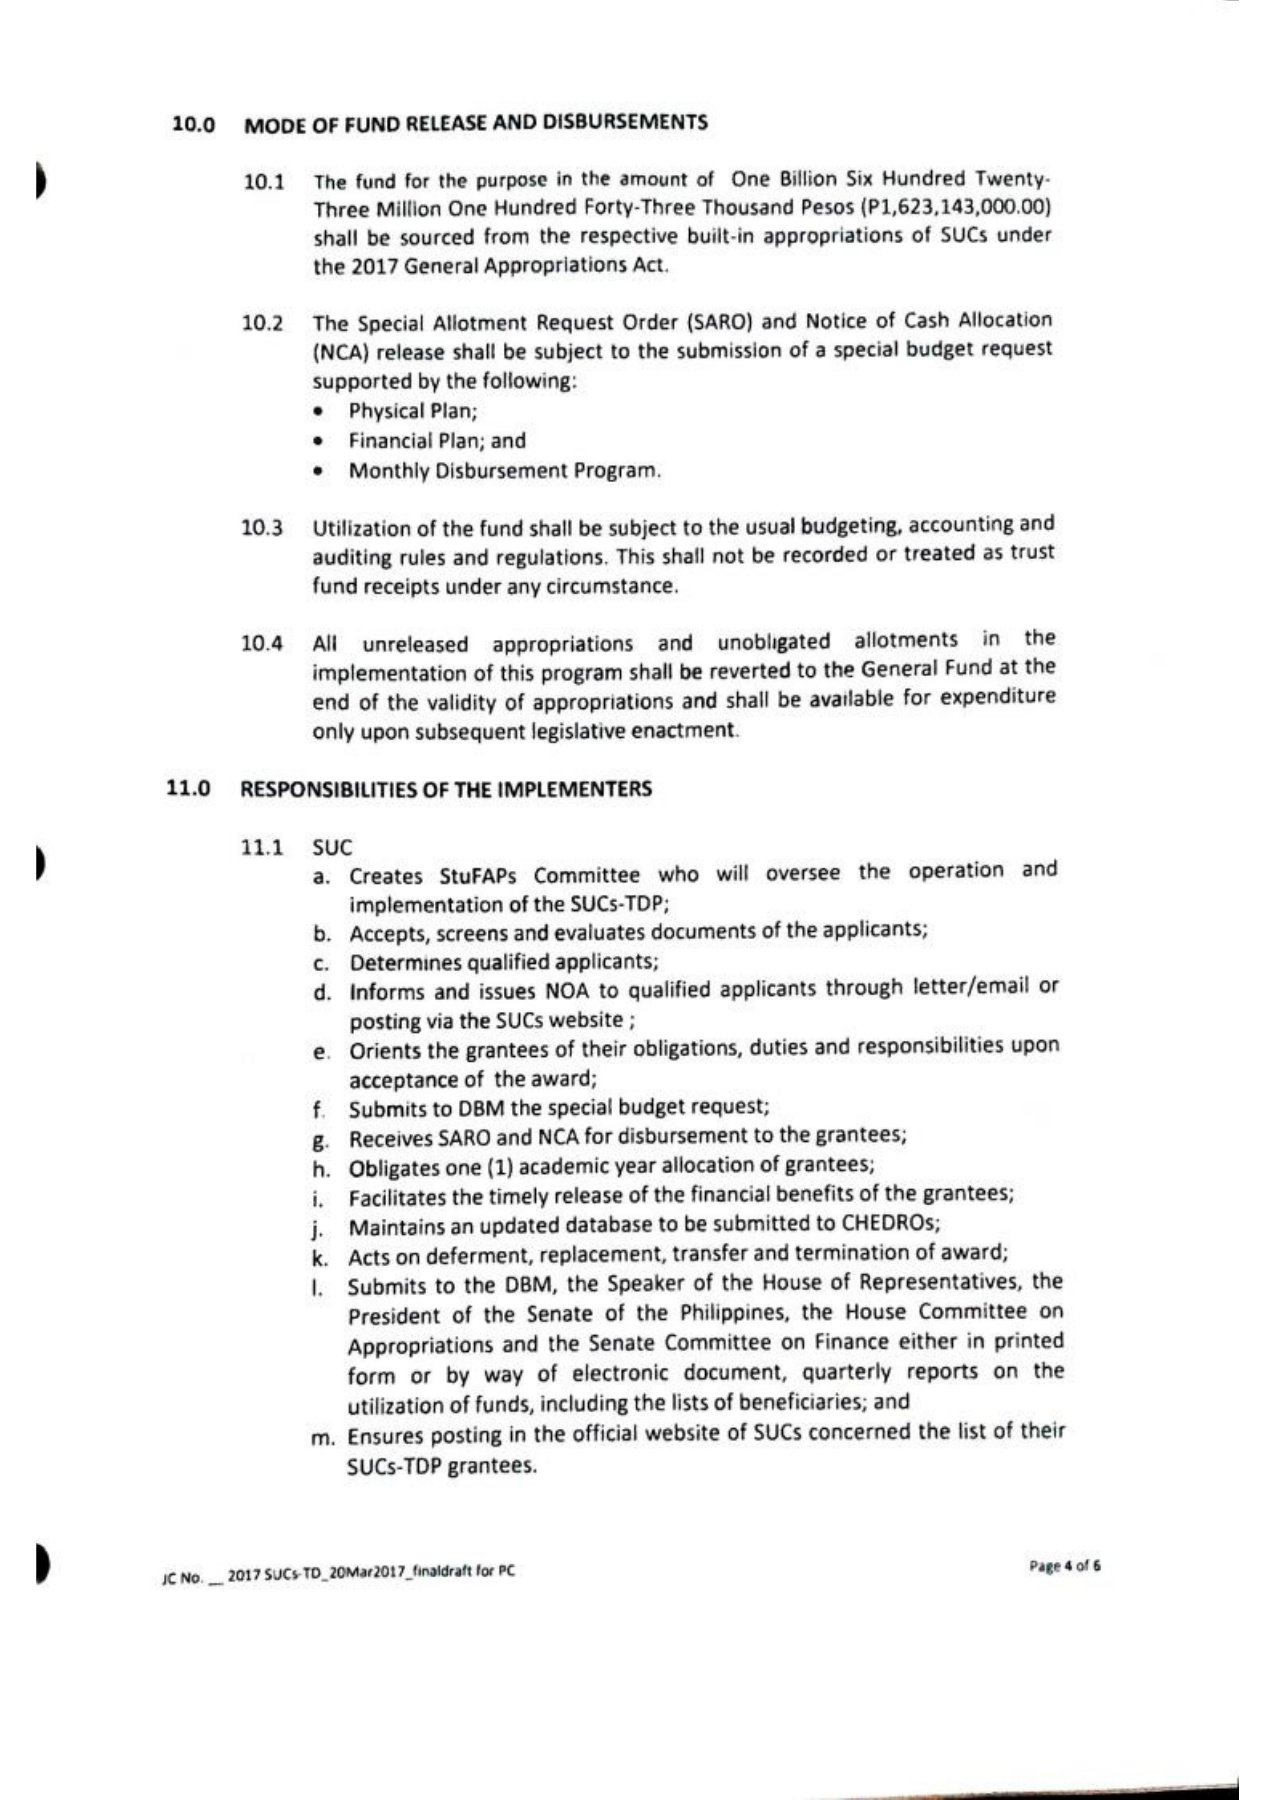 10.0 MODE OF FUND RELEASE AND DISBURSEMENTS
10.1 The fund for the purpose in the amount of One Billion Six Hundred Twenty-
Three Million One Hundred Forty-Three Thousand Pesos (P1,623,143,000.00)
shall be sourced from the respective built-in appropriations of SUCs under
the 2017 General Appropriations Act.
10.2 The Special Allotment Request Order (SARO) and Notice of Cash Allocation
(NCA) release shall be subject to the submission of a special budget request
supported by the following:
• Physical Plan;
• Financial Plan; and
• Monthly Disbursement Program.
10.3 Utilization of the fund shall be subject to the usual budgeting, accounting and
auditing rules and regulations. This shall not be recorded or treated as trust
fund receipts under any circumstance.
10.4 All unreleased appropriations and unobligated allotments in the
implementation of this program shall be reverted to the General Fund at the
end of the validity of appropriations and shall be available for expenditure
only upon subsequent legislative enactment.
11.0 RESPONSIBILITIES OF THE IMPLEMENTERS
11.1 SUC
a. Creates StuFAPs Committee who will oversee the operation and
implementation of the SUCs-TDP;
b. Accepts, screens and evaluates documents of the applicants;
c. Determines qualified applicants;
d. Informs and issues NOA to qualified applicants through letter/email or
posting via the SUCs website ;
e. Orients the grantees of their obligations, duties and responsibilities upon
acceptance of the award;
f. Submits to DBM the special budget request;
g. Receives SARO and NCA for disbursement to the grantees;
h. Obligates one (1) academic year allocation of grantees;
i. Facilitates the timely release of the financial benefits of the grantees;
j. Maintains an updated database to be submitted to CHEDROs;
k. Acts on deferment, replacement, transfer and termination of award;
l. Submits to the DBM, the Speaker of the House of Representatives, the
President of the Senate of the Philippines, the House Committee on
Appropriations and the Senate Committee on Finance either in printed
form or by way of electronic document, quarterly reports on the
utilization of funds, including the lists of beneficiaries; and
m. Ensures posting in the official website of SUCs concerned the list of their
SUCs-TDP grantees.
JC No. __ 2017 SUCs-TD_20Mar2017_finaldraft for PC
Page 4 of 6